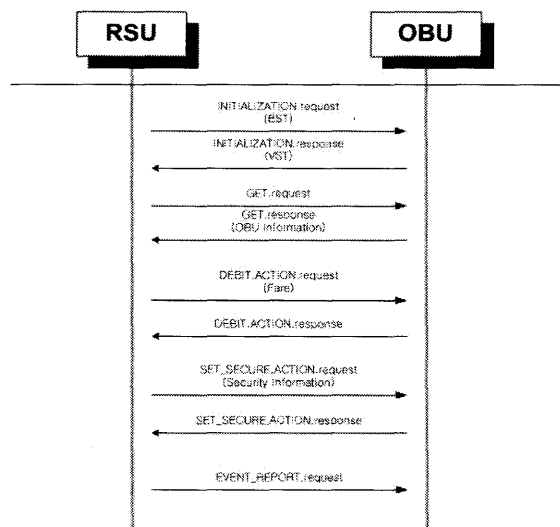 RSU
OBU
INITIALIZATION.request
(BST)
INITIALIZATION.response
(VST)
GET.request
GET.response
(OBU Information)
DEBIT.ACTION.request
(Fare)
DEBIT.ACTION.response
SET_SECURE.ACTION.request
(Security Information)
SET_SECURE.ACTION.response
EVENT_REPORT.request